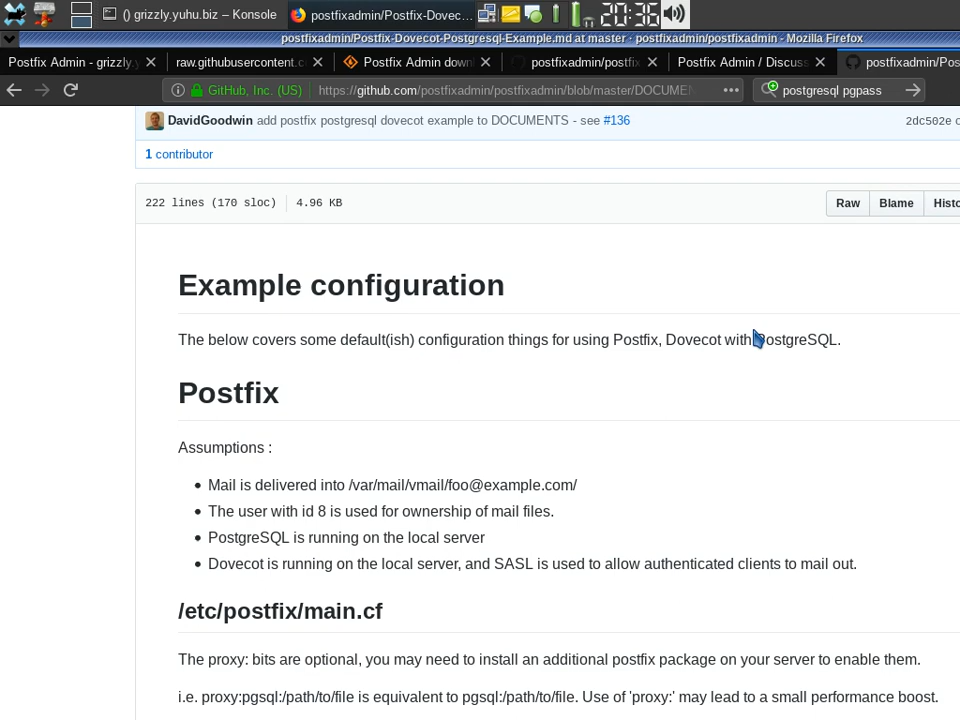 () grizzly.yuhu.biz – Konsole
postfixadmin/Postfix-Dovec...
20:36
postfixadmin/Postfix-Dovecot-Postgresql-Example.md at master · postfixadmin/postfixadmin - Mozilla Firefox
Postfix Admin - grizzly.y
raw.githubusercontent.c
Postfix Admin down
postfixadmin/postfix
Postfix Admin / Discuss
postfixadmin/Pos
GitHub, Inc. (US)
https://github.com/postfixadmin/postfixadmin/blob/master/DOCUMEN
postgresql pgpass
DavidGoodwin add postfix postgresql dovecot example to DOCUMENTS - see #136
2dc502e o
1 contributor
222 lines (170 sloc)
4.96 KB
Raw
Blame
Histo
Example configuration
The below covers some default(ish) configuration things for using Postfix, Dovecot with PostgreSQL.
Postfix
Assumptions :
• Mail is delivered into /var/mail/vmail/foo@example.com/
• The user with id 8 is used for ownership of mail files.
• PostgreSQL is running on the local server
• Dovecot is running on the local server, and SASL is used to allow authenticated clients to mail out.
/etc/postfix/main.cf
The proxy: bits are optional, you may need to install an additional postfix package on your server to enable them.
i.e. proxy:pgsql:/path/to/file is equivalent to pgsql:/path/to/file. Use of 'proxy:' may lead to a small performance boost.